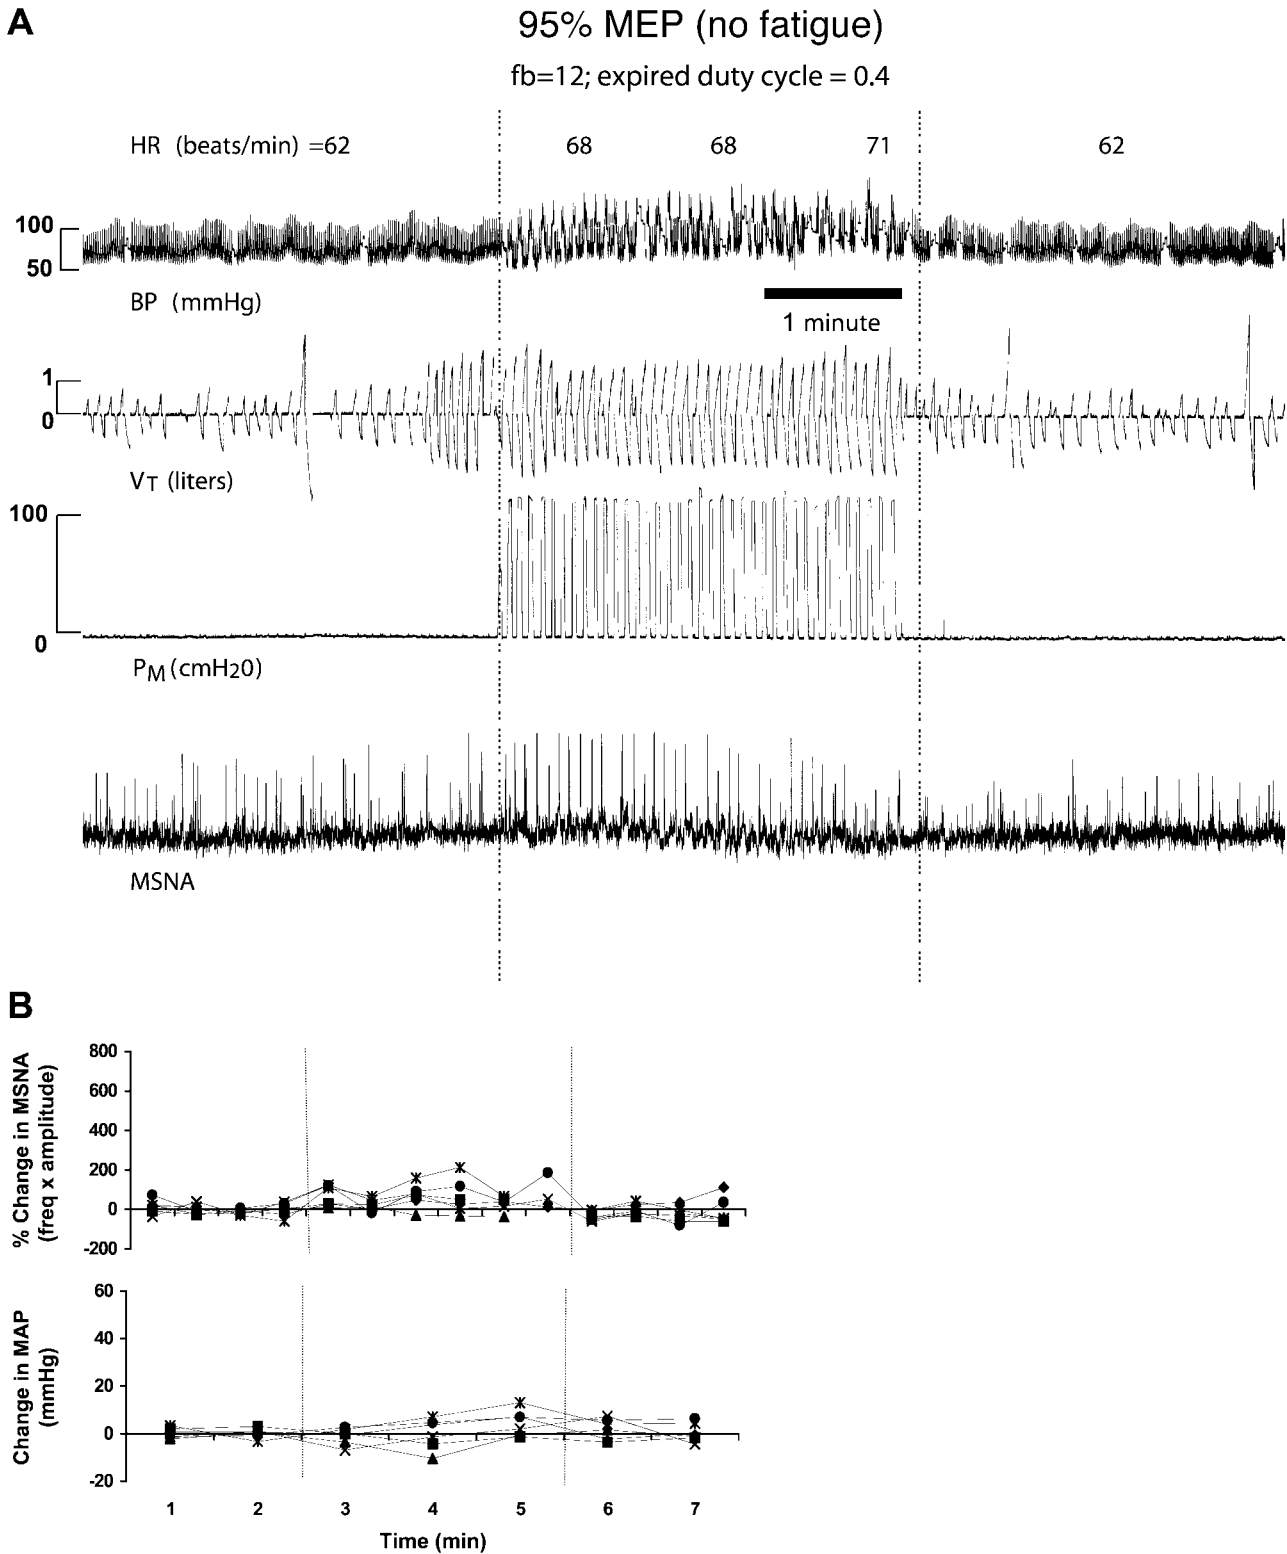 A
95% MEP (no fatigue)
fb=12; expired duty cycle = 0.4
HR (beats/min) =62 68 68 71 62
100
50
BP (mmHg)
1 minute
1
0
VT (liters)
100
0
PM (cmH20)
MSNA
B
% Change in MSNA
(freq x amplitude)
800
600
400
200
0
-200
Change in MAP
(mmHg)
60
40
20
0
-20
1 2 3 4 5 6 7
Time (min)